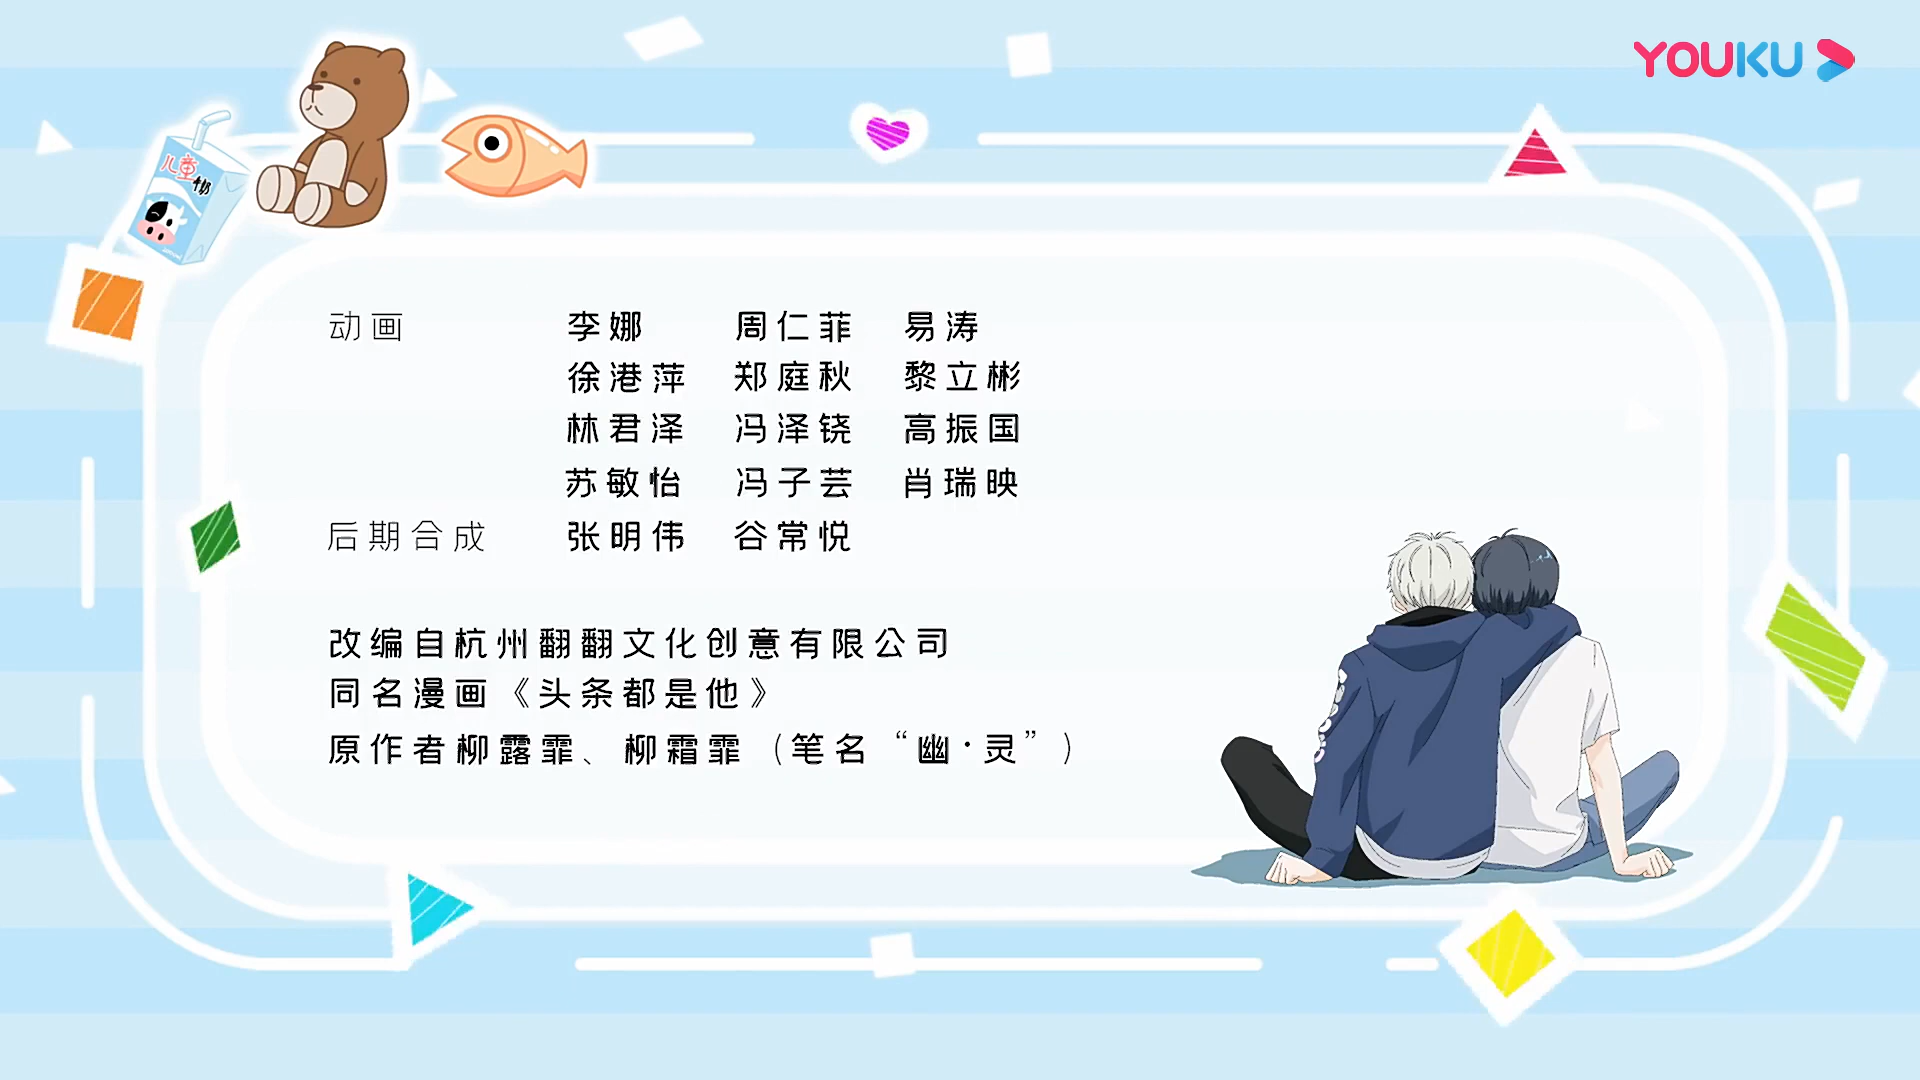 YOUKU
儿童
牛奶
动画 李娜 周仁菲 易涛
徐港萍 郑庭秋 黎立彬
林君泽 冯泽铙 高振国
苏敏怡 冯子芸 肖瑞映
后期合成 张明伟 谷常悦
改编自杭州翻翻文化创意有限公司
同名漫画《头条都是他》
原作者柳露霏、柳霜霏（笔名“幽·灵”）